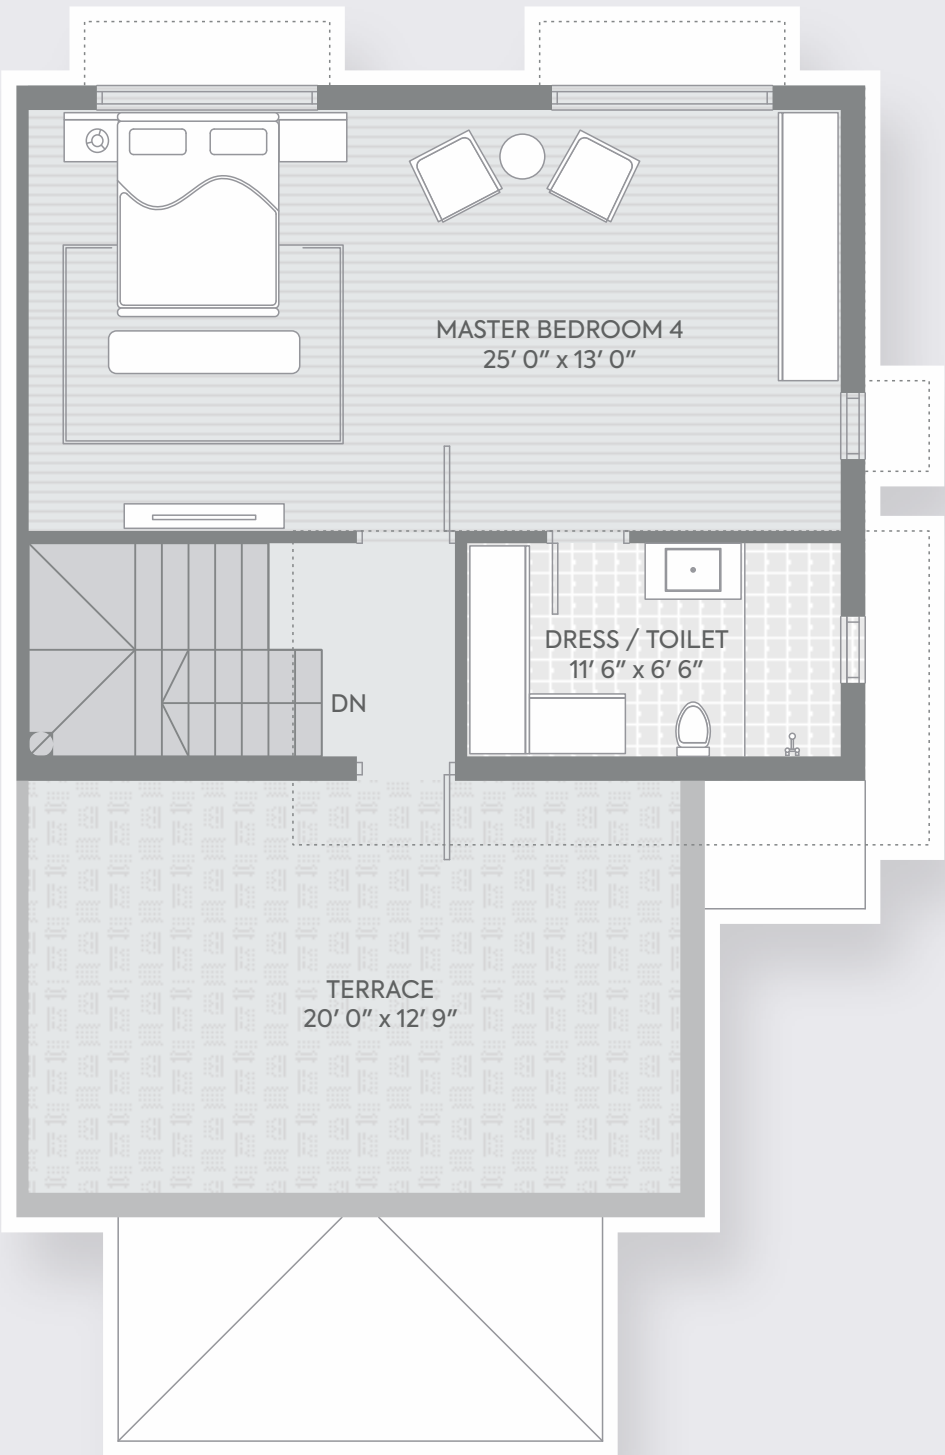 MASTER BEDROOM 4
25’ 0” x 13’ 0”
DRESS / TOILET
11’ 6” x 6’ 6”
DN
TERRACE
20’ 0” x 12’ 9”